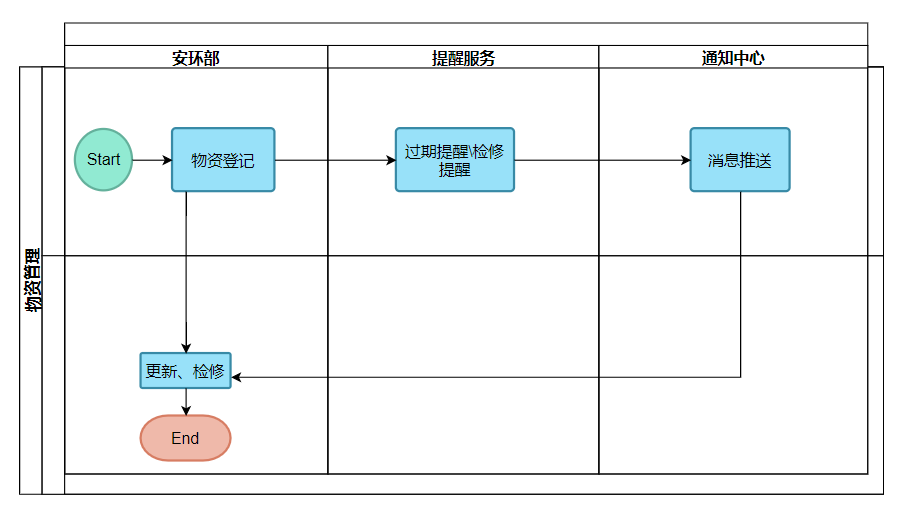 安环部
提醒服务
通知中心
物资管理
Start
物资登记
过期提醒\检修
提醒
消息推送
更新、检修
End